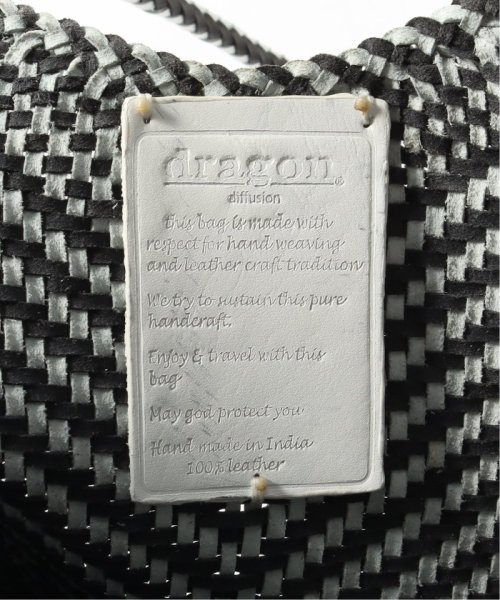 dragon®
diffusion
this bag is made with
respect for hand weaving
and leather craft tradition
We try to sustain this pure
handcraft.
Enjoy & travel with this
bag
May god protect you
Hand made in India
100% leather